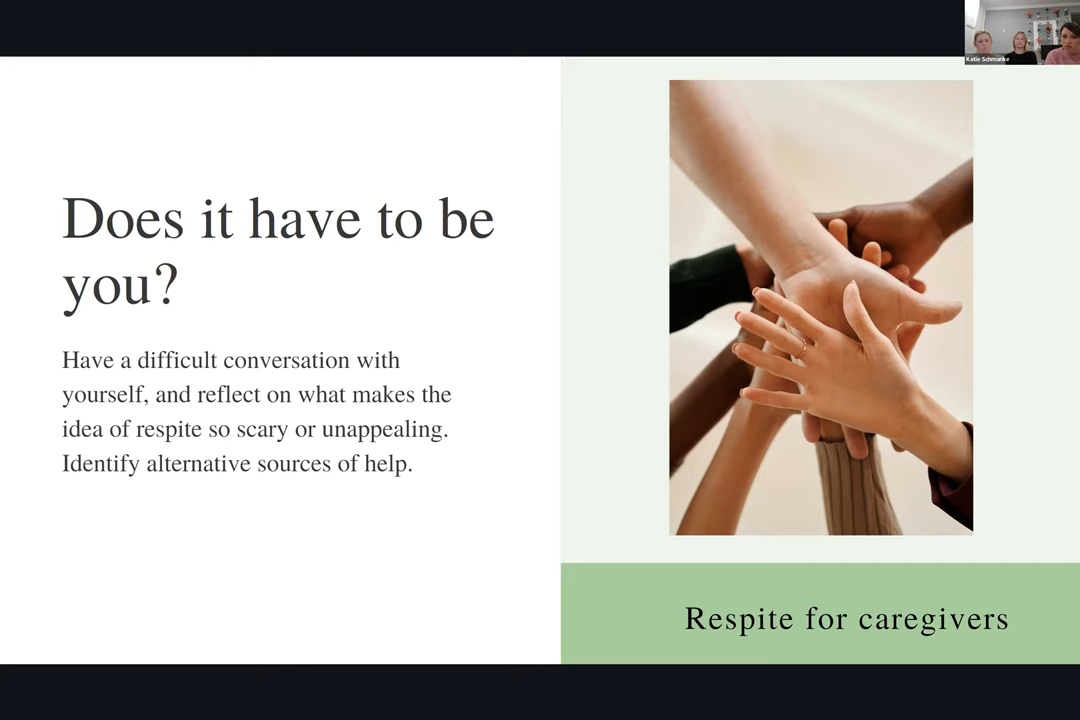 Katie Schmanke
Does it have to be
you?
Have a difficult conversation with
yourself, and reflect on what makes the
idea of respite so scary or unappealing.
Identify alternative sources of help.
Respite for caregivers